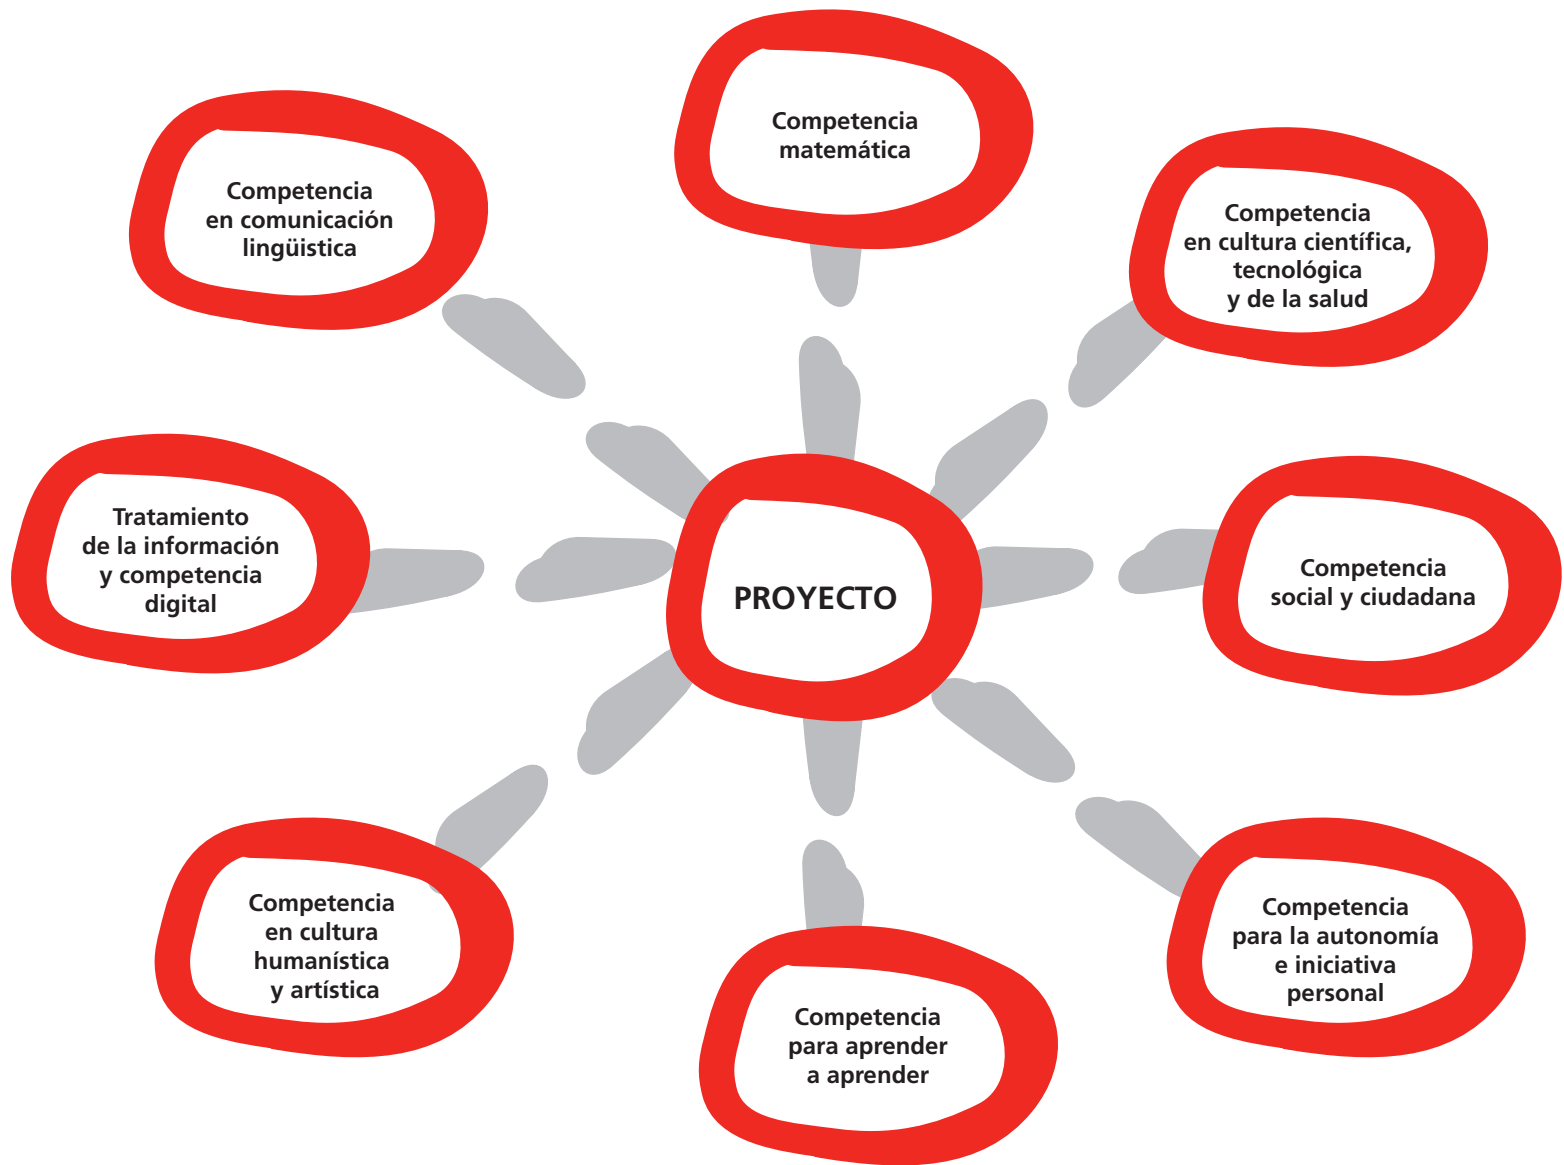 Competencia
matemática
Competencia
en comunicación
lingüistica
Competencia
en cultura científica,
tecnológica
y de la salud
Tratamiento
de la información
y competencia
digital
PROYECTO
Competencia
social y ciudadana
Competencia
en cultura
humanística
y artística
Competencia
para aprender
a aprender
Competencia
para la autonomía
e iniciativa
personal